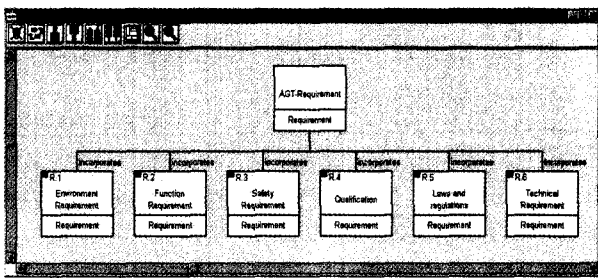 AGT-Requirement
Requirement
incorporates incorporates incorporates incorporates incorporates incorporates
R.1 R.2 R.3 R.4 R.5 R.6
Environment Function Safety Qualification Laws and Technical
Requirement Requirement Requirement regulations Requirement
Requirement Requirement Requirement Requirement Requirement Requirement